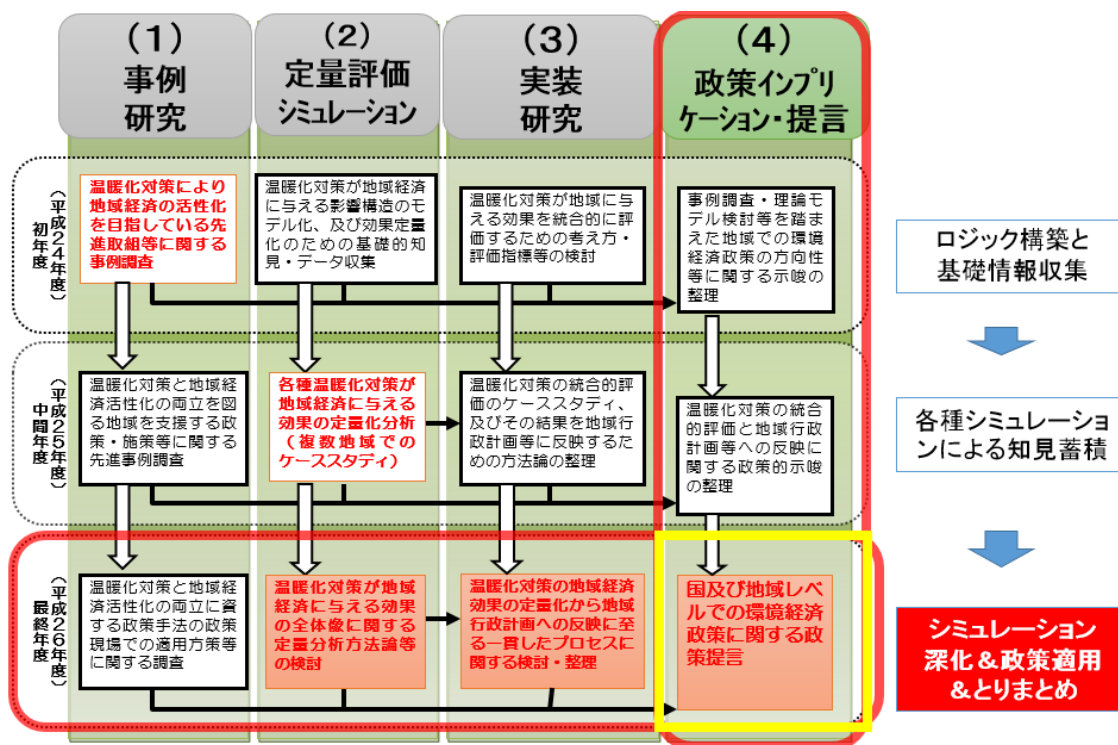 (1)
事例
研究
(2)
定量評価
シミュレーション
(3)
実装
研究
(4)
政策インプリ
ケーション・提言
（平成24年度）
初年度
温暖化対策により
地域経済の活性化
を目指している先
進取組等に関する
事例調査
温暖化対策が地域経済
に与える影響構造のモ
デル化、及び効果定量
化のための基礎的知
見・データ収集
温暖化対策が地域に与
える効果を統合的に評
価するための考え方・
評価指標等の検討
事例調査・理論モ
デル検討等を踏ま
えた地域での環境
経済政策の方向性
等に関する示唆の
整理
ロジック構築と
基礎情報収集
（平成25年度）
中間年度
温暖化対策と地域経
済活性化の両立を図
る地域を支援する政
策・施策等に関する
先進事例調査
各種温暖化対策が
地域経済に与える
効果の定量化分析
（複数地域での
ケーススタディ）
温暖化対策の統合的評
価のケーススタディ、
及びその結果を地域行
政計画等に反映するた
めの方法論の整理
温暖化対策の統合
的評価と地域行政
計画等への反映に
関する政策的示唆
の整理
各種シミュレーショ
ンによる知見蓄積
（平成26年度）
最終年度
温暖化対策と地域経
済活性化の両立に資
する政策手法の政策
現場での適用方策等
に関する調査
温暖化対策が地域
経済に与える効果
の全体像に関する
定量分析方法論等
の検討
温暖化対策の地域経済
効果の定量化から地域
行政計画への反映に至
る一貫したプロセスに
関する検討・整理
国及び地域レベ
ルでの環境経済
政策に関する政
策提言
シミュレーション
深化＆政策適用
＆とりまとめ